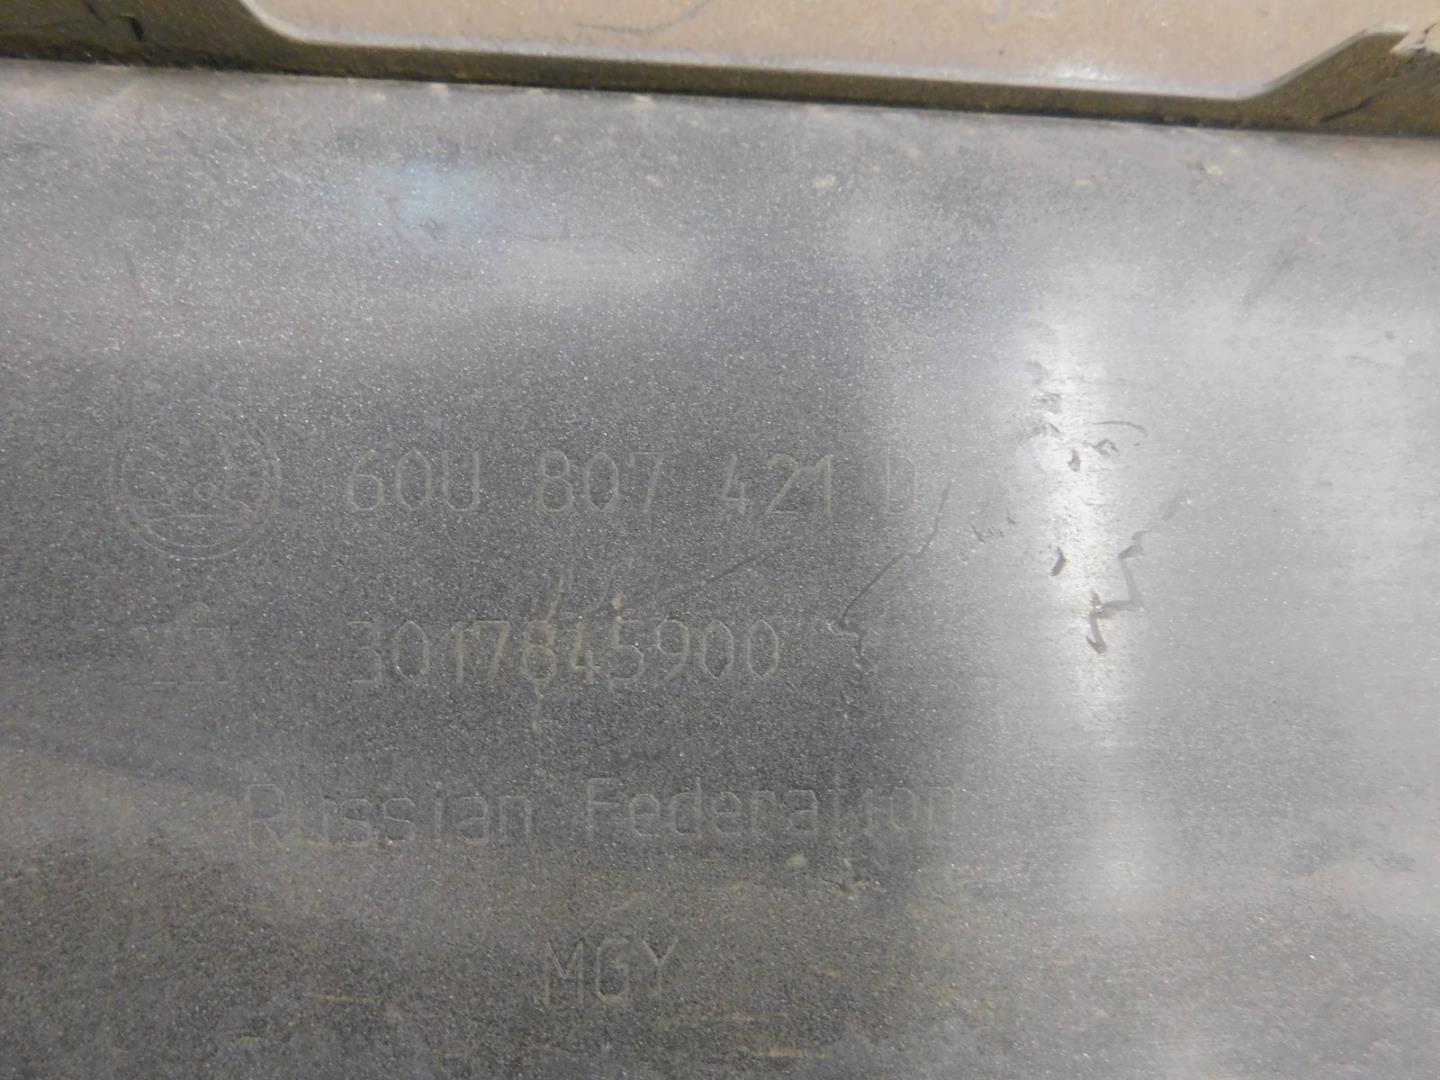 60U 807 421 D
3017845900
Russian Federation
MGY